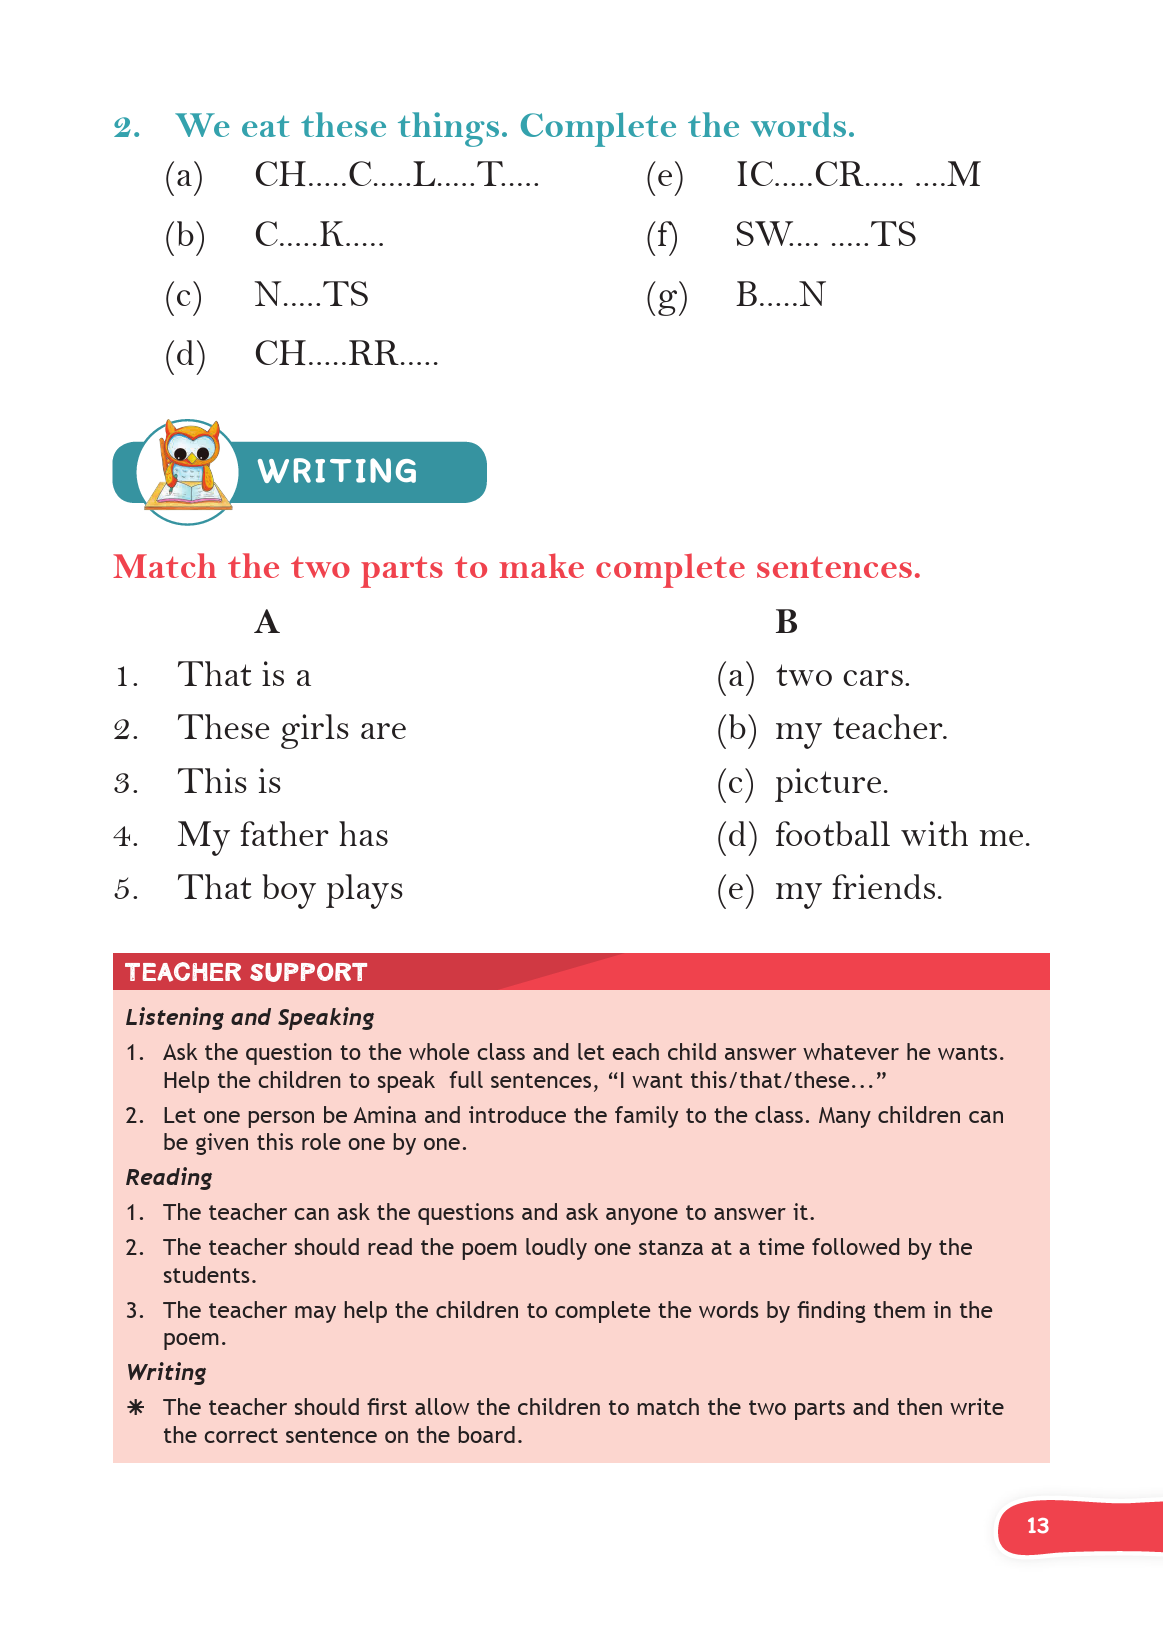 2. We eat these things. Complete the words.
(a) CH.....C.....L.....T.....
(b) C.....K.....
(c) N.....TS
(d) CH.....RR.....
(e) IC.....CR..... ....M
(f) SW.... .....TS
(g) B.....N
WRITING
Match the two parts to make complete sentences.
A B
1. That is a (a) two cars.
2. These girls are (b) my teacher.
3. This is (c) picture.
4. My father has (d) football with me.
5. That boy plays (e) my friends.
TEACHER SUPPORT
Listening and Speaking
1. Ask the question to the whole class and let each child answer whatever he wants.
Help the children to speak full sentences, “I want this/that/these...”
2. Let one person be Amina and introduce the family to the class. Many children can
be given this role one by one.
Reading
1. The teacher can ask the questions and ask anyone to answer it.
2. The teacher should read the poem loudly one stanza at a time followed by the
students.
3. The teacher may help the children to complete the words by finding them in the
poem.
Writing
✳ The teacher should first allow the children to match the two parts and then write
the correct sentence on the board.
13